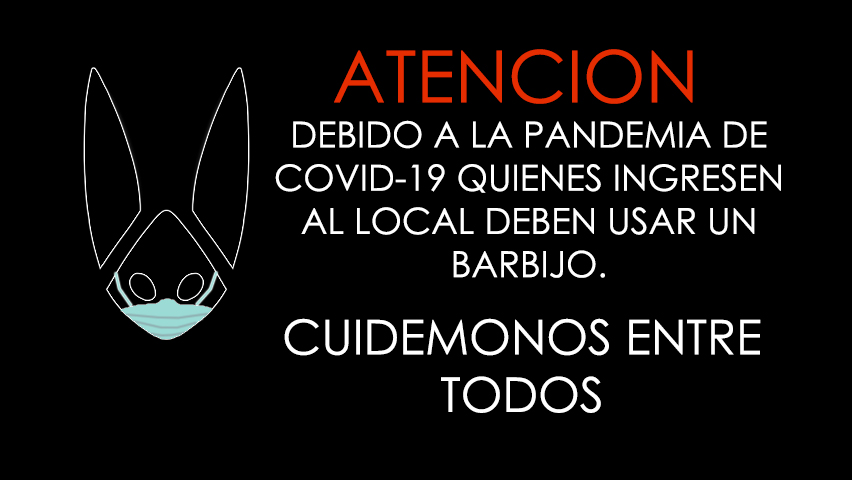 ATENCION
DEBIDO A LA PANDEMIA DE
COVID-19 QUIENES INGRESEN
AL LOCAL DEBEN USAR UN
BARBIJO.
CUIDEMONOS ENTRE
TODOS